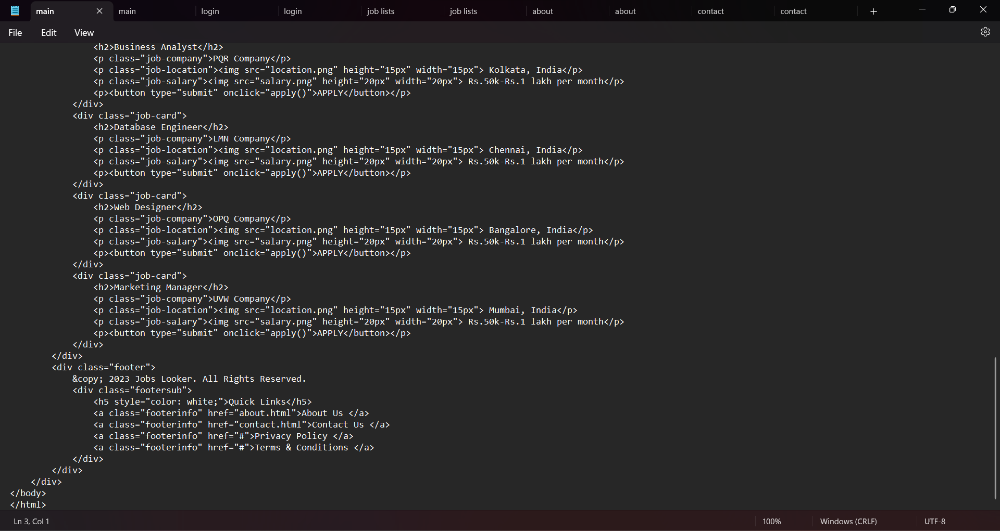 main
main
login
login
job lists
job lists
about
about
contact
contact
File
Edit
View
<h2>Business Analyst</h2>
<p class="job-company">PQR Company</p>
<p class="job-location"><img src="location.png" height="15px" width="15px"> Kolkata, India</p>
<p class="job-salary"><img src="salary.png" height="20px" width="20px"> Rs.50k-Rs.1 lakh per month</p>
<p><button type="submit" onclick="apply()">APPLY</button></p>
</div>
<div class="job-card">
<h2>Database Engineer</h2>
<p class="job-company">LMN Company</p>
<p class="job-location"><img src="location.png" height="15px" width="15px"> Chennai, India</p>
<p class="job-salary"><img src="salary.png" height="20px" width="20px"> Rs.50k-Rs.1 lakh per month</p>
<p><button type="submit" onclick="apply()">APPLY</button></p>
</div>
<div class="job-card">
<h2>Web Designer</h2>
<p class="job-company">OPQ Company</p>
<p class="job-location"><img src="location.png" height="15px" width="15px"> Bangalore, India</p>
<p class="job-salary"><img src="salary.png" height="20px" width="20px"> Rs.50k-Rs.1 lakh per month</p>
<p><button type="submit" onclick="apply()">APPLY</button></p>
</div>
<div class="job-card">
<h2>Marketing Manager</h2>
<p class="job-company">UVW Company</p>
<p class="job-location"><img src="location.png" height="15px" width="15px"> Mumbai, India</p>
<p class="job-salary"><img src="salary.png" height="20px" width="20px"> Rs.50k-Rs.1 lakh per month</p>
<p><button type="submit" onclick="apply()">APPLY</button></p>
</div>
</div>
<div class="footer">
&copy; 2023 Jobs Looker. All Rights Reserved.
<div class="footersub">
<h5 style="color: white;">Quick Links</h5>
<a class="footerinfo" href="about.html">About Us </a>
<a class="footerinfo" href="contact.html">Contact Us </a>
<a class="footerinfo" href="#">Privacy Policy </a>
<a class="footerinfo" href="#">Terms & Conditions </a>
</div>
</div>
</div>
</body>
</html>
Ln 3, Col 1
100%
Windows (CRLF)
UTF-8